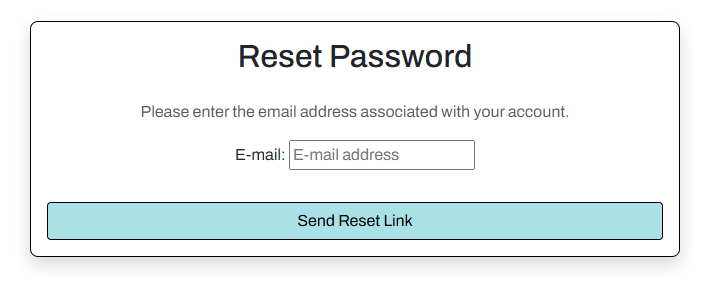 Reset Password
Please enter the email address associated with your account.
E-mail: E-mail address
Send Reset Link